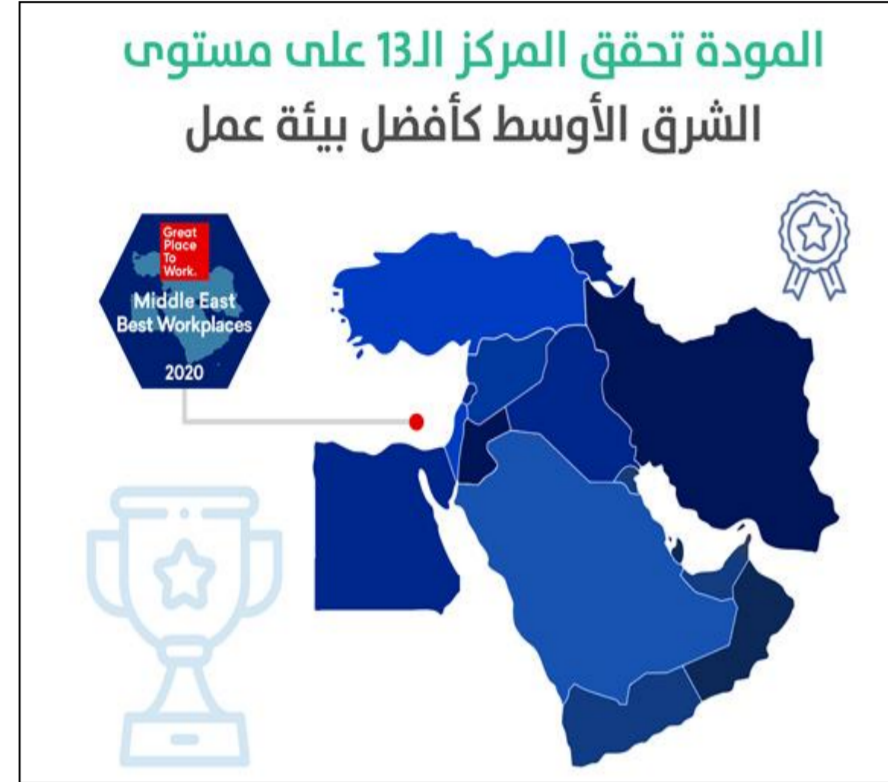 المودة تحقق المركز الـ13 على مستوى
الشرق الأوسط كأفضل بيئة عمل
Great
Place
To
Work.
Middle East
Best Workplaces
2020